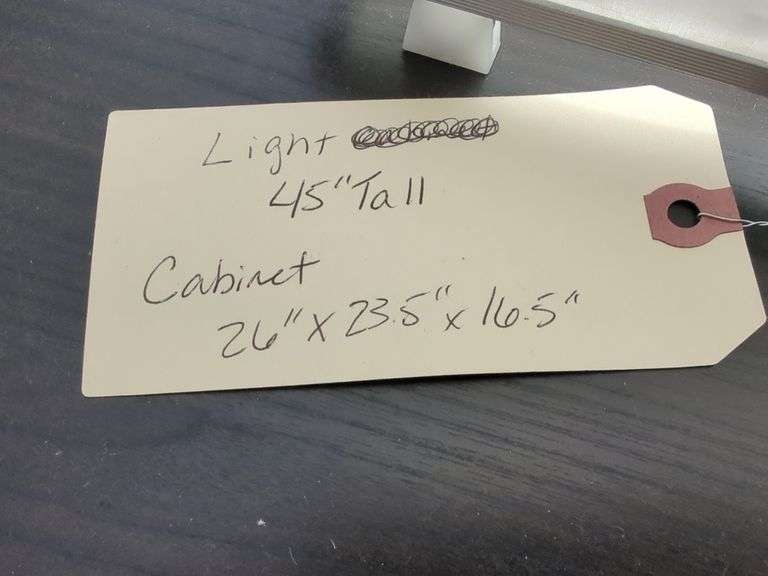 Light
45" Tall
Cabinet
26" x 23.5" x 16.5"